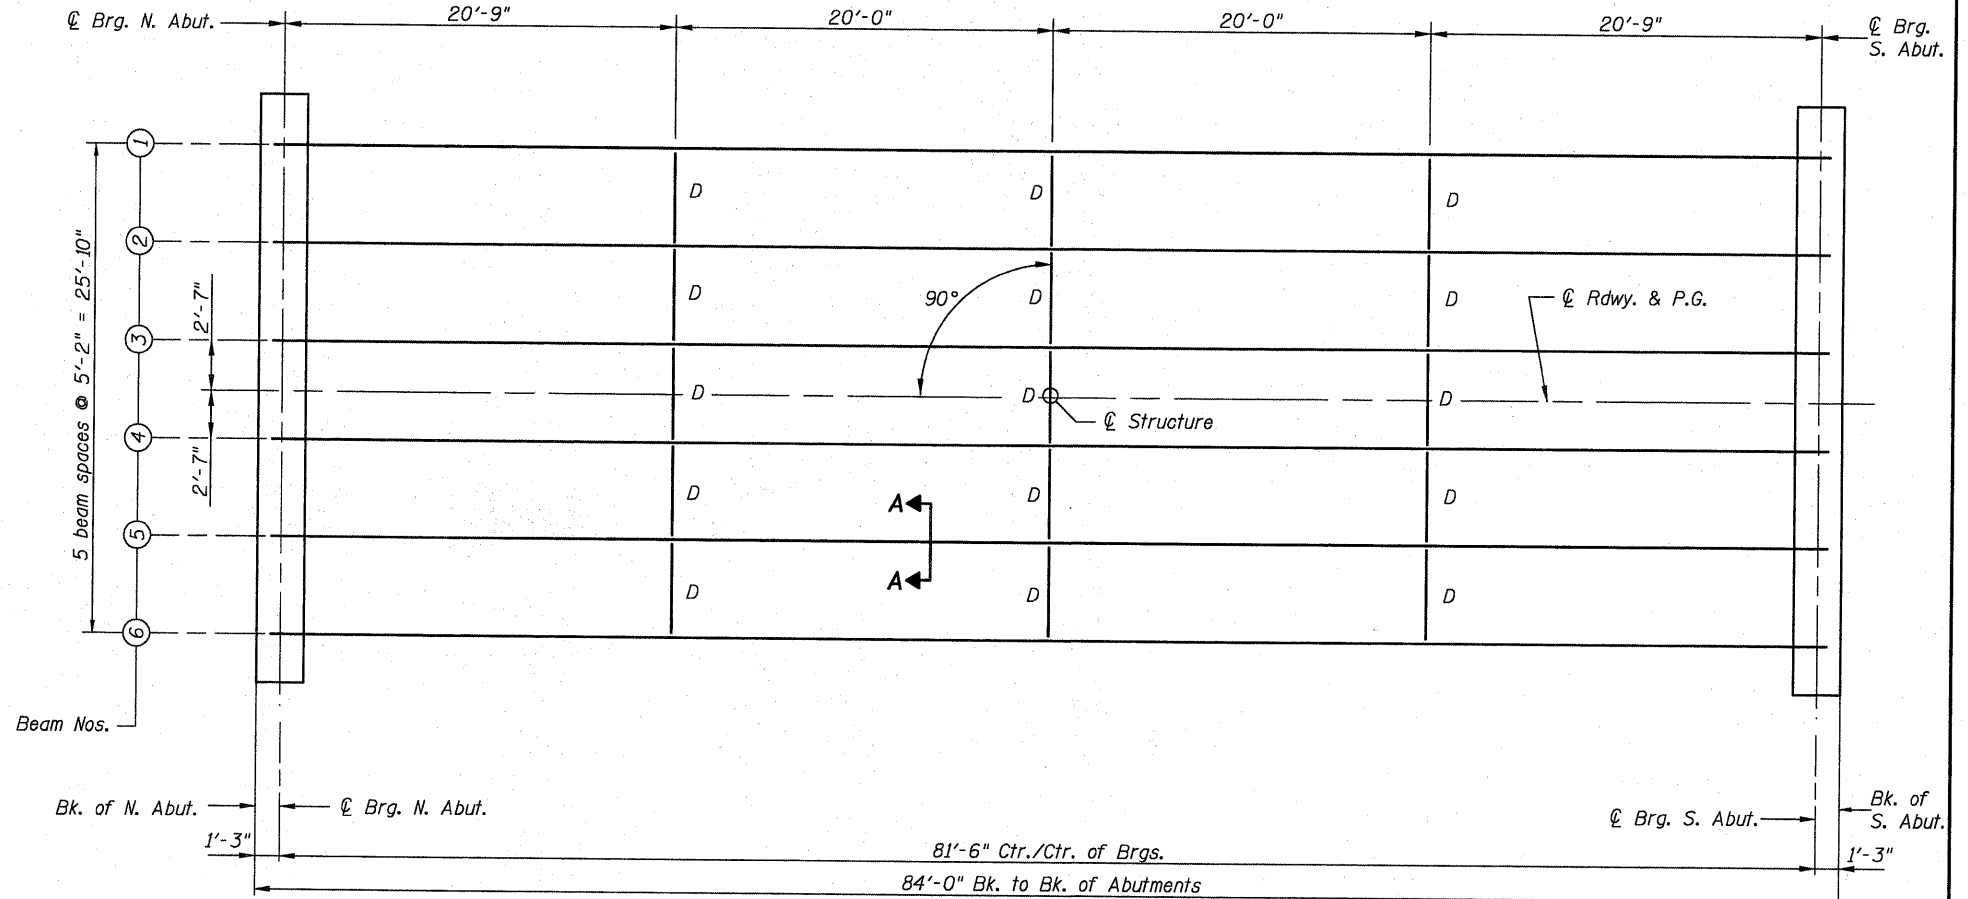 ℄ Brg. N. Abut.
20'-9"
20'-0"
20'-0"
20'-9"
℄ Brg.
S. Abut.
1
D
D
D
2
5 beam spaces @ 5'-2" = 25'-10"
2'-7"
D
90°
D
D
℄ Rdwy. & P.G.
3
D
D
D
℄ Structure
4
2'-7"
D
A
D
D
5
A
D
D
D
6
Beam Nos.
Bk. of N. Abut.
℄ Brg. N. Abut.
℄ Brg. S. Abut.
Bk. of
S. Abut.
1'-3"
81'-6" Ctr./Ctr. of Brgs.
1'-3"
84'-0" Bk. to Bk. of Abutments